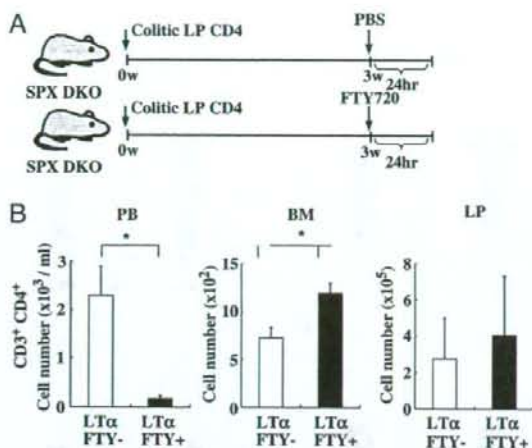 A
Colitic LP CD4
PBS
0w
3w
24hr
SPX DKO
Colitic LP CD4
FTY720
0w
3w
24hr
SPX DKO
B
PB
BM
LP
CD3+ CD4+
Cell number (x10³ / ml)
3
2
1
0
*
LTα FTY-
LTα FTY+
Cell number (x10²)
15
10
5
0
*
LTα FTY-
LTα FTY+
Cell number (x10⁵)
8
6
4
2
0
LTα FTY-
LTα FTY+